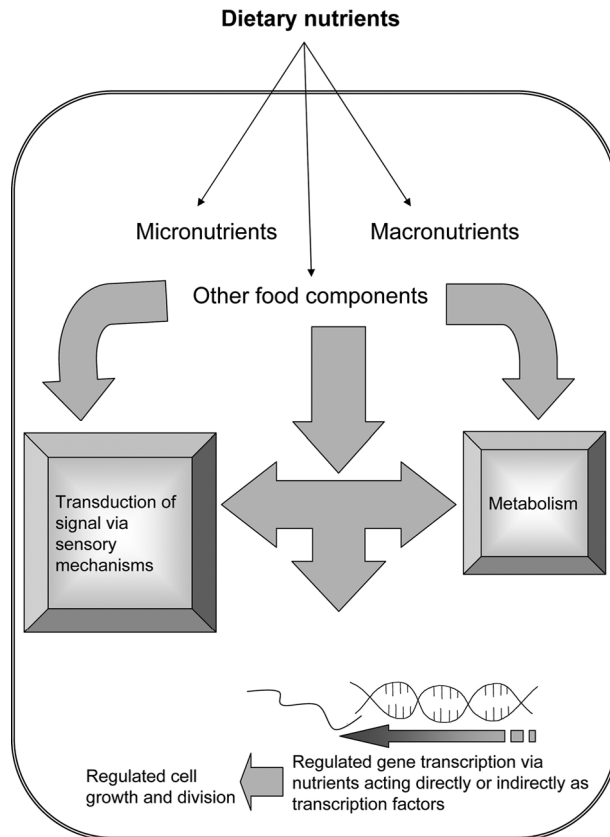 Dietary nutrients
Micronutrients
Macronutrients
Other food components
Transduction of
signal via
sensory
mechanisms
Metabolism
Regulated cell
growth and division
Regulated gene transcription via
nutrients acting directly or indirectly as
transcription factors